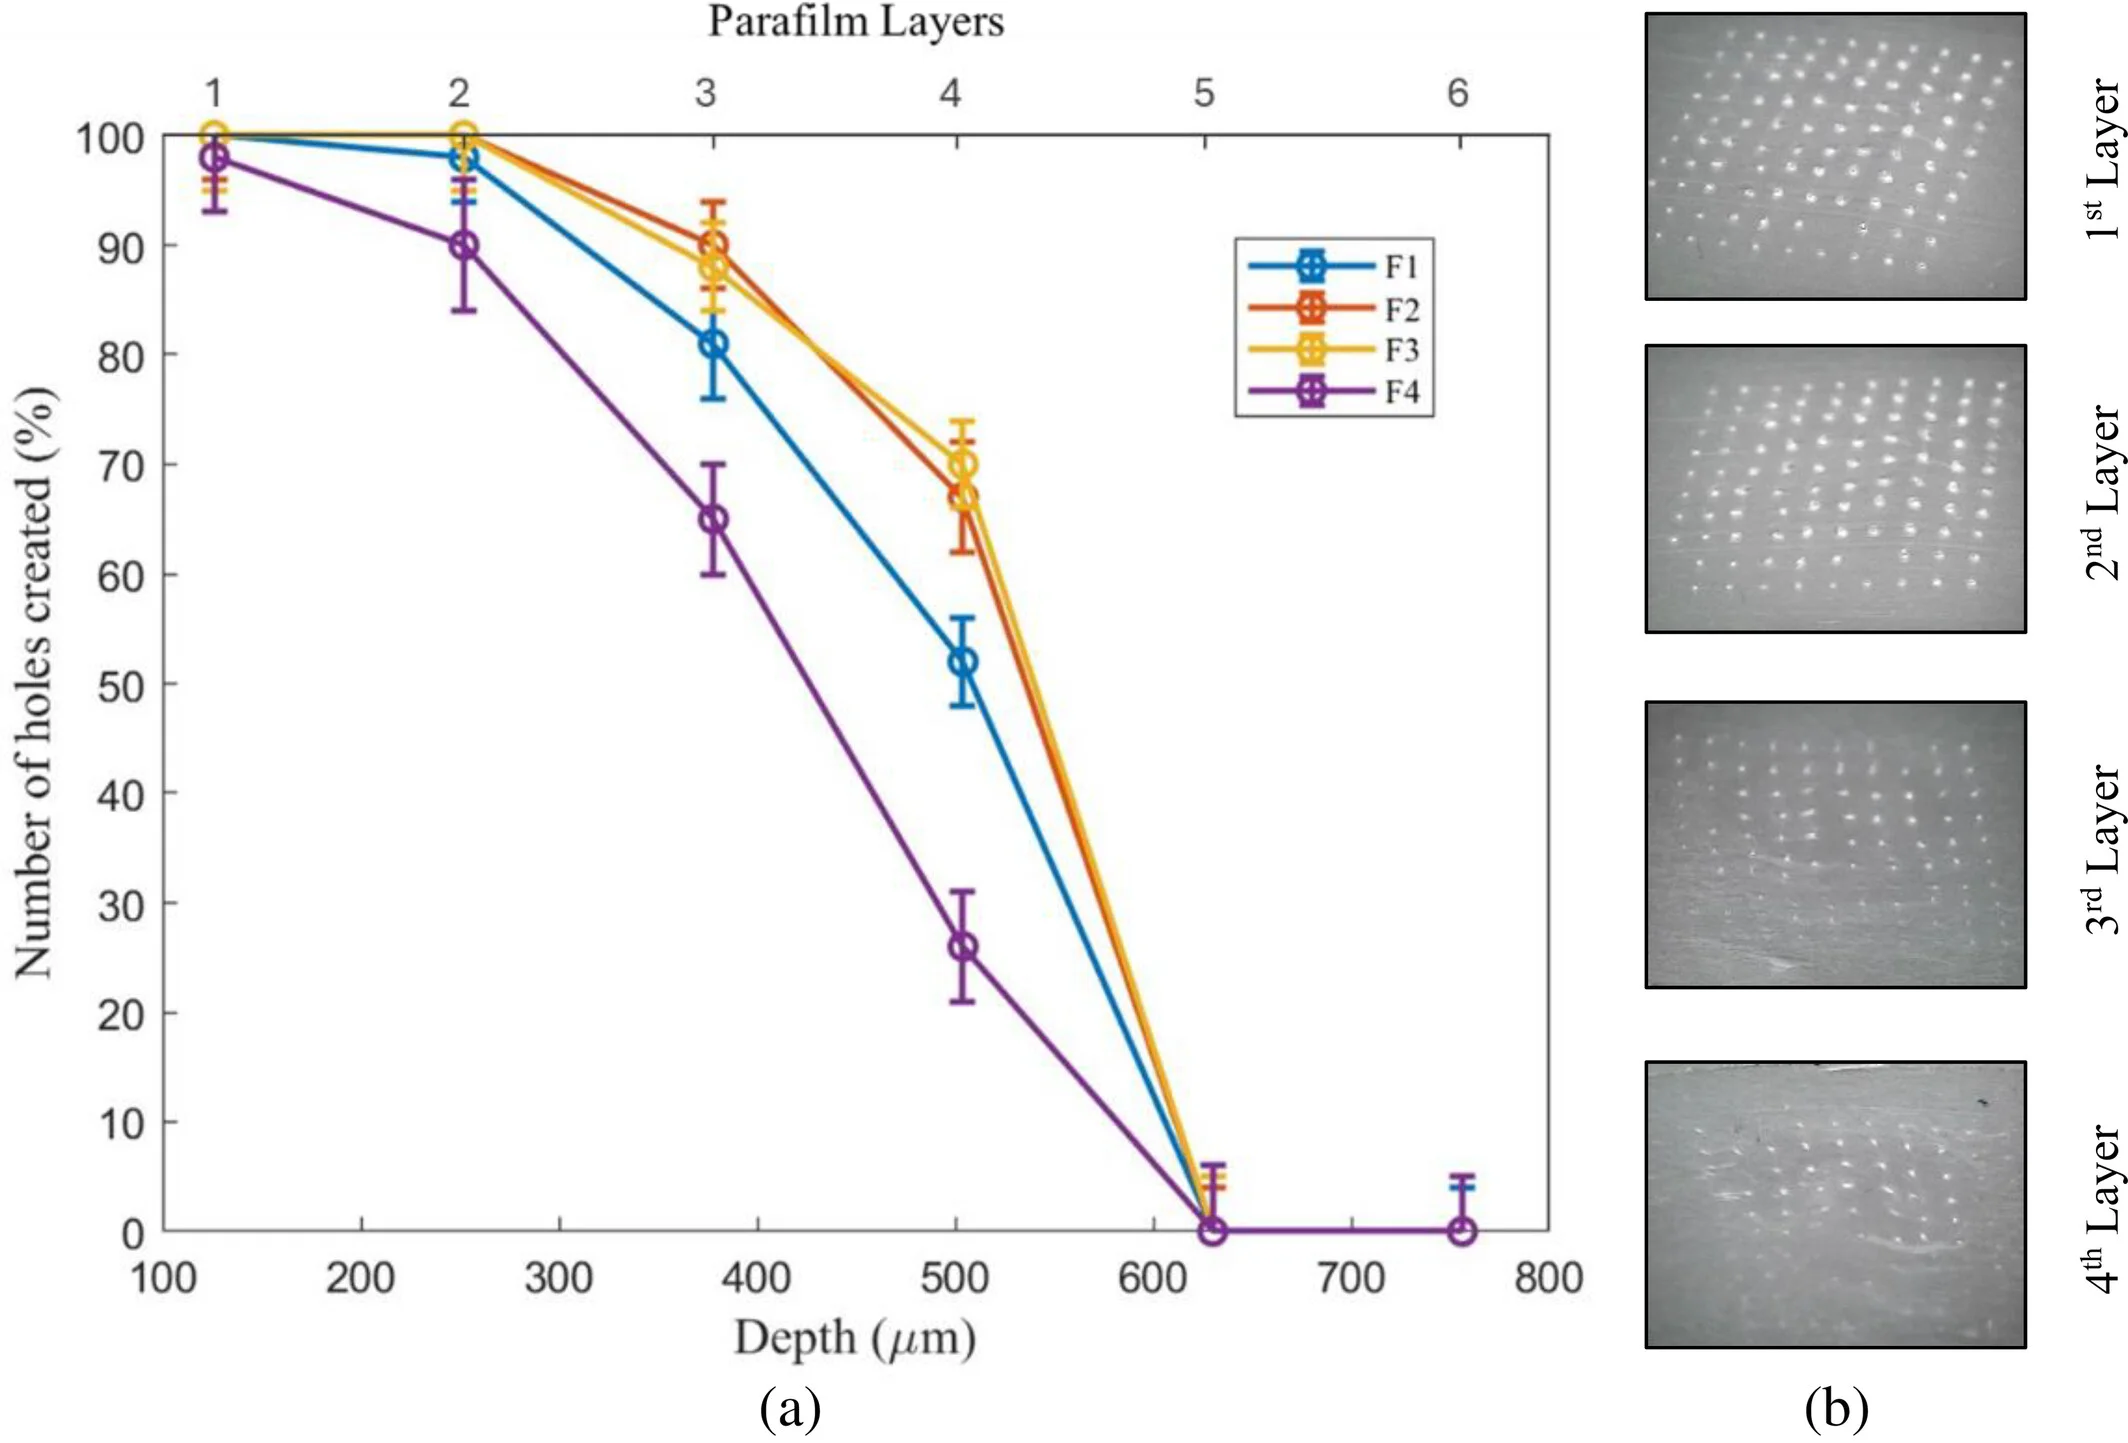 Parafilm Layers
1 2 3 4 5 6
100
90
80
70
60
50
40
30
20
10
0
Number of holes created (%)
F1
F2
F3
F4
100 200 300 400 500 600 700 800
Depth (μm)
(a)
1st Layer
2nd Layer
3rd Layer
4th Layer
(b)